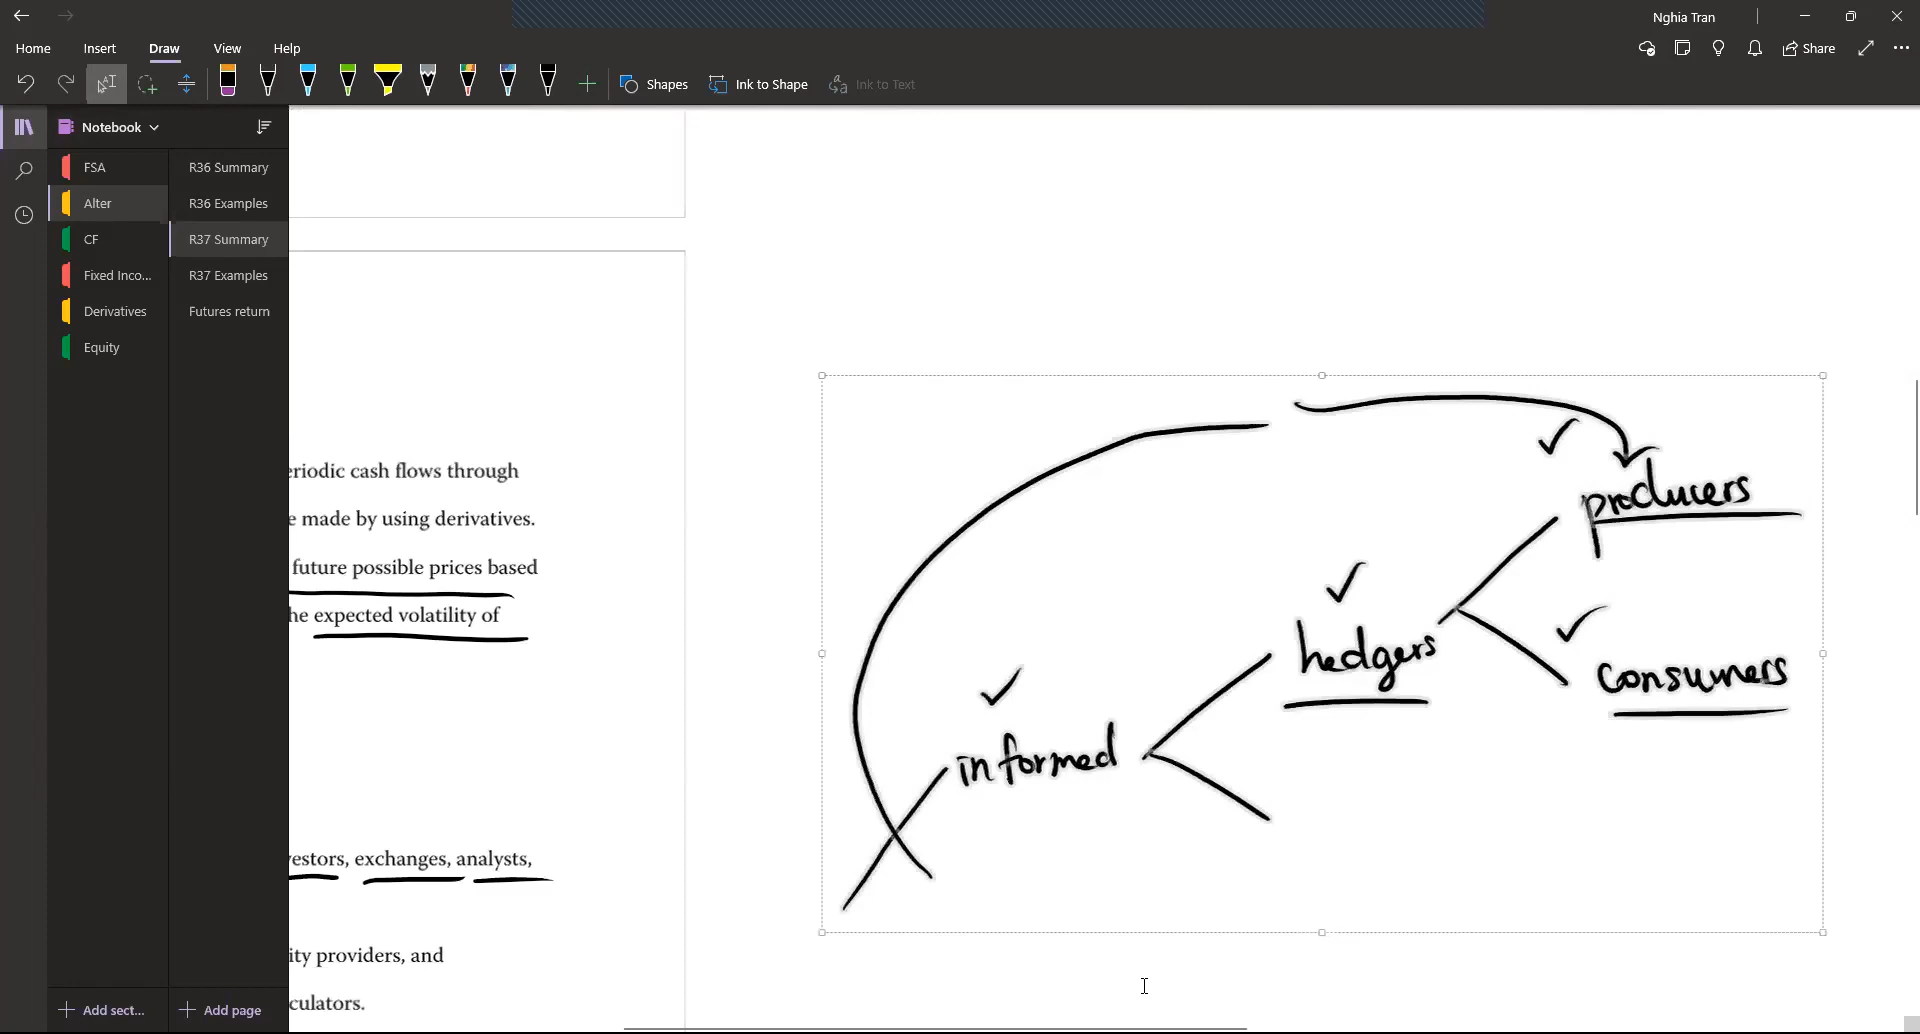 Nghia Tran
Home Insert Draw View Help
Share
Shapes Ink to Shape Ink to Text
Notebook
FSA
Alter
CF
Fixed Inco...
Derivatives
Equity
Add sect...
R36 Summary
R36 Examples
R37 Summary
R37 Examples
Futures return
Add page
eriodic cash flows through
e made by using derivatives.
future possible prices based
he expected volatility of
vestors, exchanges, analysts,
ity providers, and
culators.
producers
hedgers
consumers
informed